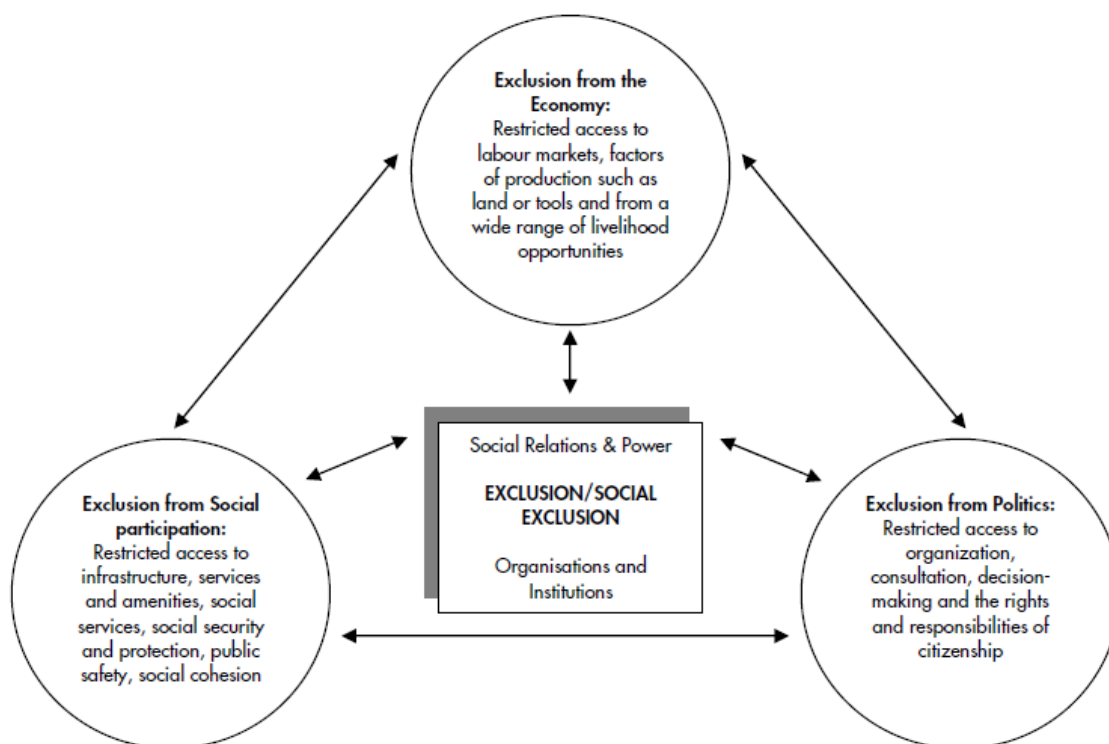 Exclusion from the
Economy:
Restricted access to
labour markets, factors
of production such as
land or tools and from a
wide range of livelihood
opportunities
Social Relations & Power
EXCLUSION/SOCIAL
EXCLUSION
Organisations and
Institutions
Exclusion from Social
participation:
Restricted access to
infrastructure, services
and amenities, social
services, social security
and protection, public
safety, social cohesion
Exclusion from Politics:
Restricted access to
organization,
consultation, decision-
making and the rights
and responsibilities of
citizenship